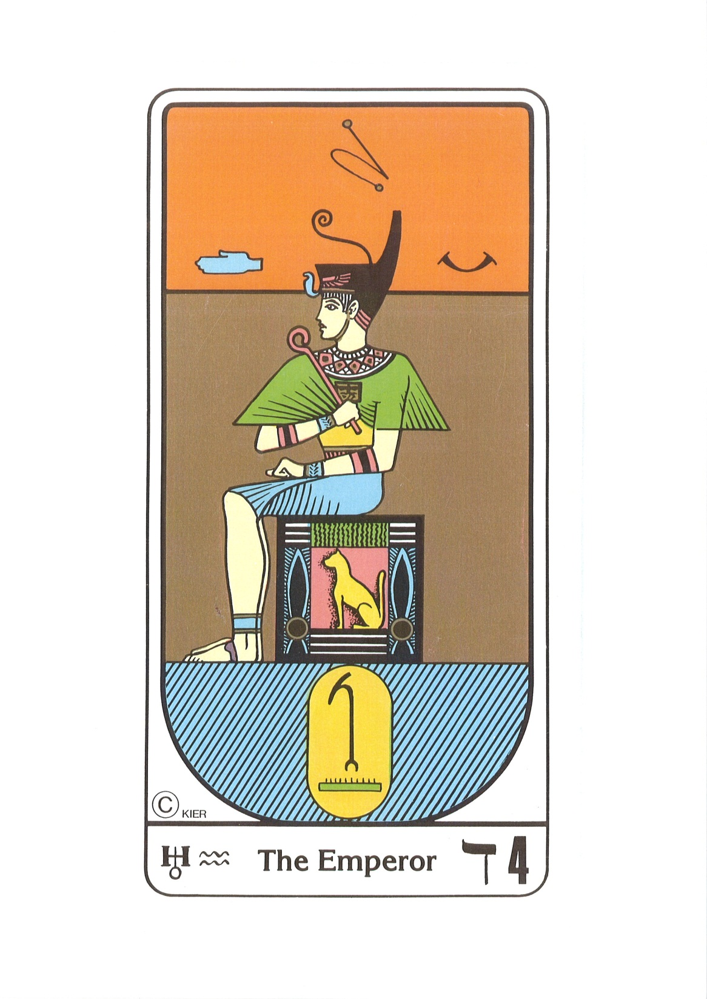 © KIER
♅ ♒ The Emperor ד 4